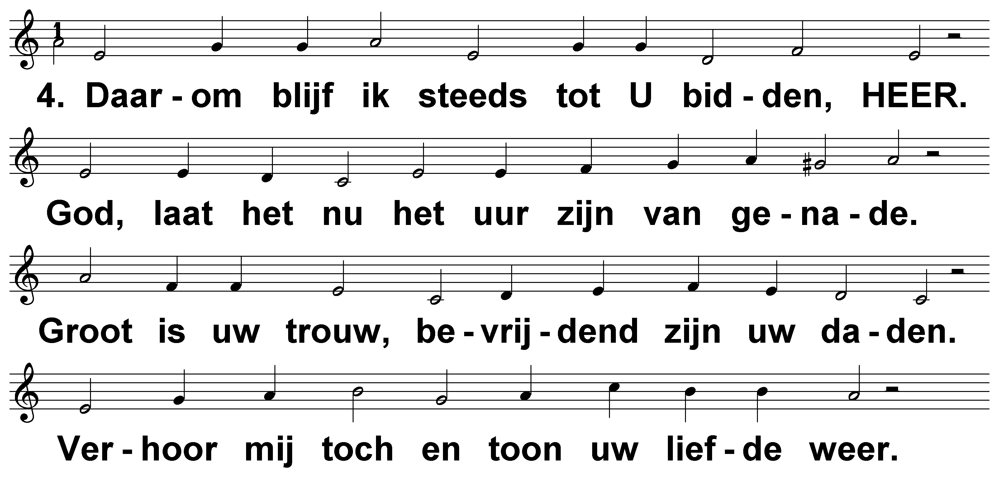 1
4. Daar - om blijf ik steeds tot U bid - den, HEER.
God, laat het nu het uur zijn van ge - na - de.
Groot is uw trouw, be - vrij - dend zijn uw da - den.
Ver - hoor mij toch en toon uw lief - de weer.